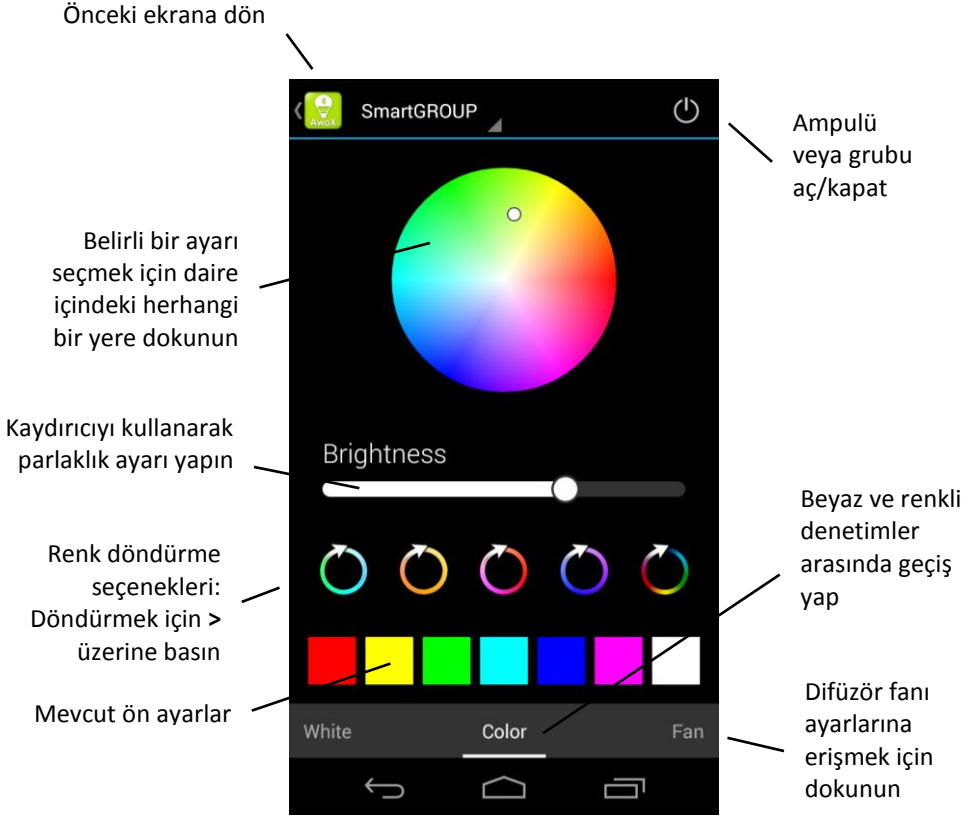 Önceki ekrana dön
AwoX
SmartGROUP
Ampulü
veya grubu
aç/kapat
Belirli bir ayarı
seçmek için daire
içindeki herhangi
bir yere dokunun
Kaydırıcıyı kullanarak
parlaklık ayarı yapın
Brightness
Beyaz ve renkli
denetimler
arasında geçiş
yap
Renk döndürme
seçenekleri:
Döndürmek için >
üzerine basın
Mevcut ön ayarlar
White
Color
Fan
Difüzör fanı
ayarlarına
erişmek için
dokunun